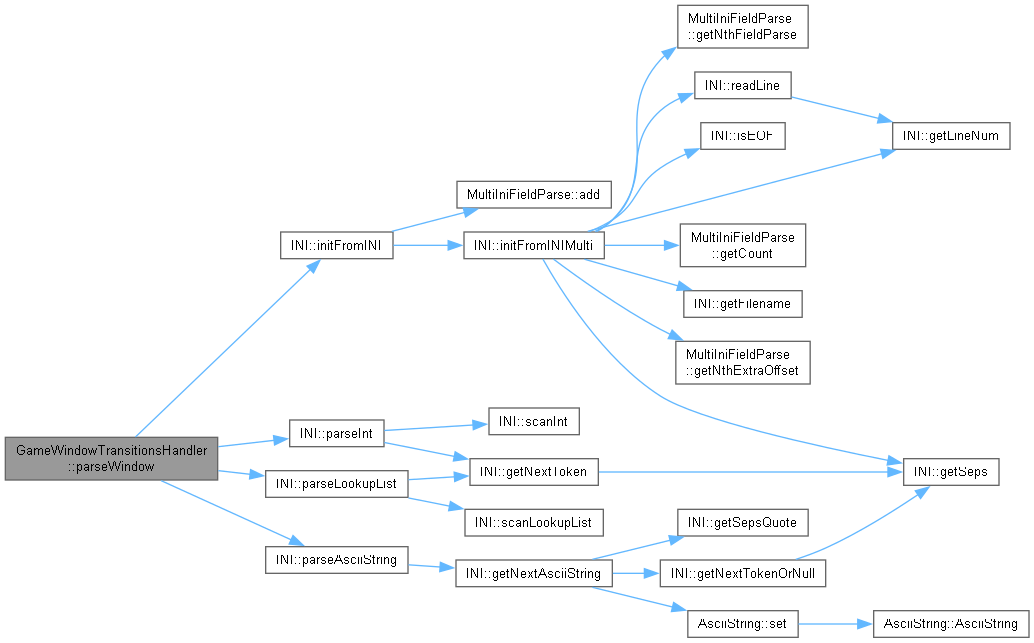 MultiIniFieldParse
::getNthFieldParse
INI::readLine
INI::isEOF
INI::getLineNum
MultiIniFieldParse::add
INI::initFromINI
INI::initFromINIMulti
MultiIniFieldParse
::getCount
INI::getFilename
MultiIniFieldParse
::getNthExtraOffset
INI::scanInt
INI::parseInt
GameWindowTransitionsHandler
::parseWindow
INI::getNextToken
INI::getSeps
INI::parseLookupList
INI::scanLookupList
INI::getSepsQuote
INI::parseAsciiString
INI::getNextAsciiString
INI::getNextTokenOrNull
AsciiString::set
AsciiString::AsciiString